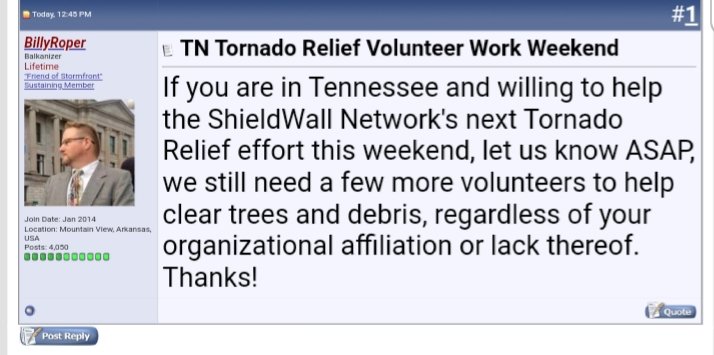 Today, 12:45 PM
#1
BillyRoper
Balkanizer
Lifetime
"Friend of Stormfront"
Sustaining Member
Join Date: Jan 2014
Location: Mountain View, Arkansas,
USA
Posts: 4,050
TN Tornado Relief Volunteer Work Weekend
If you are in Tennessee and willing to help
the ShieldWall Network's next Tornado
Relief effort this weekend, let us know ASAP,
we still need a few more volunteers to help
clear trees and debris, regardless of your
organizational affiliation or lack thereof.
Thanks!
Quote
Post Reply